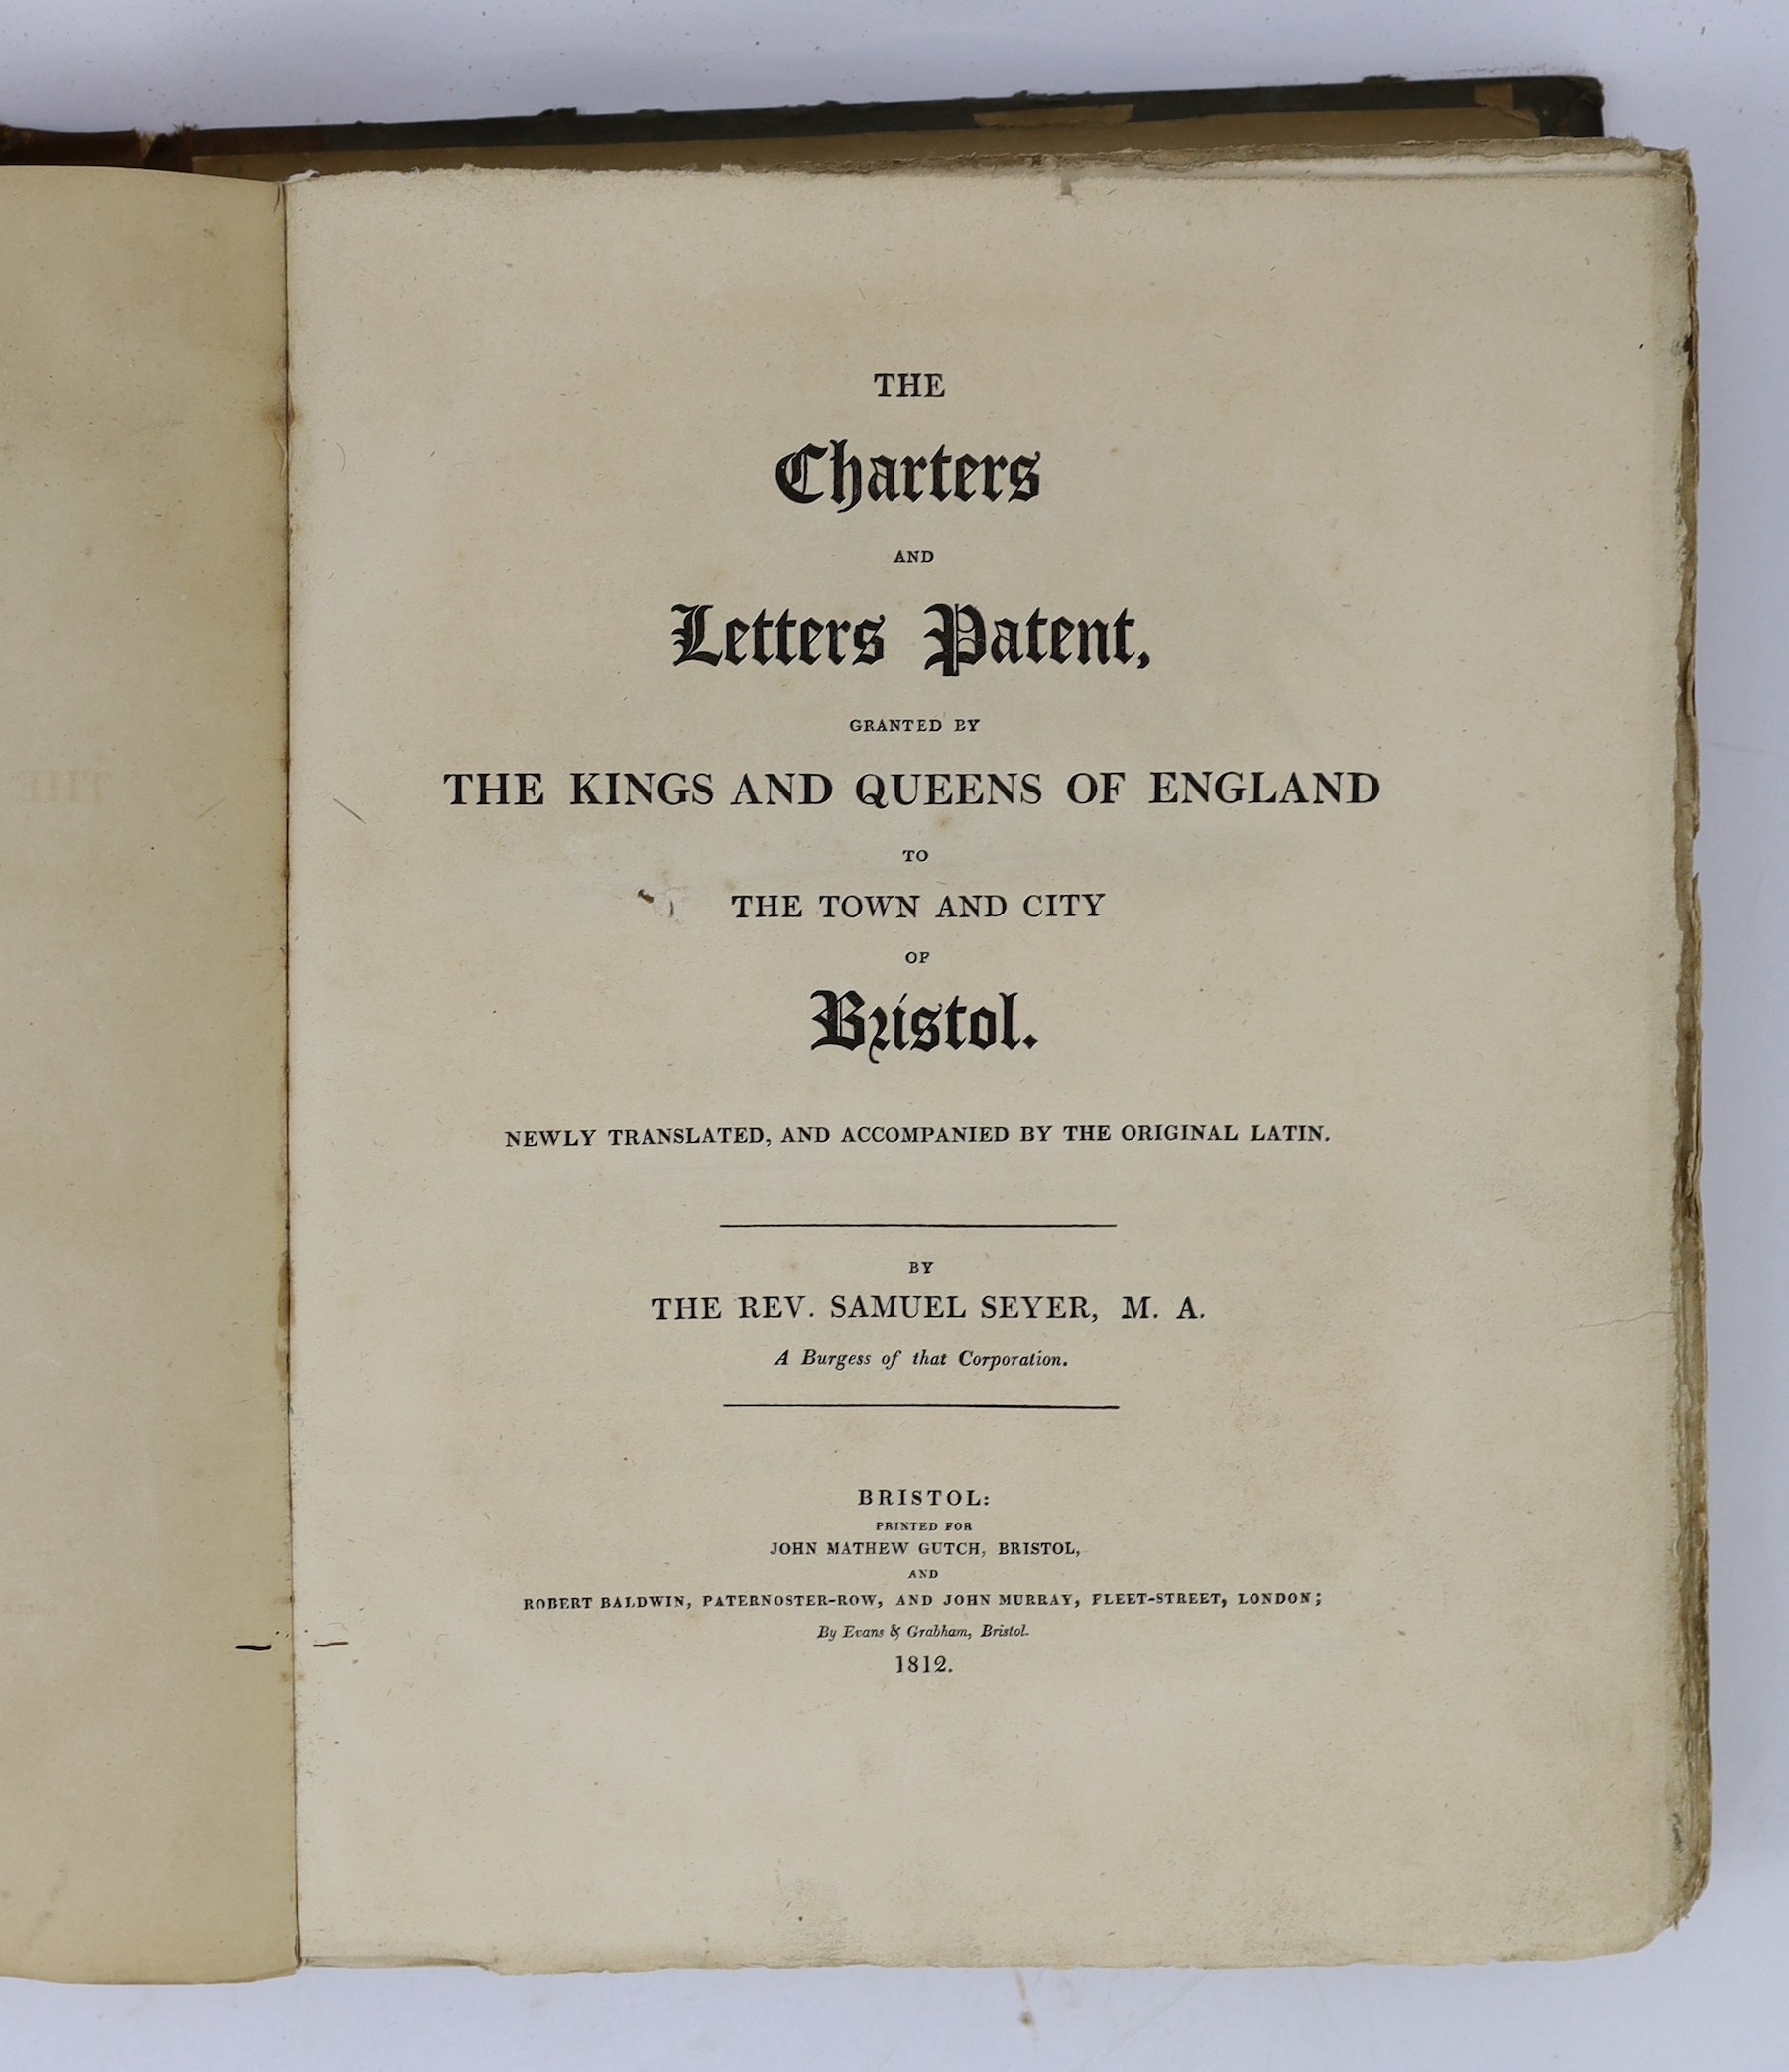 THE
Charters
AND
Letters Patent,
GRANTED BY
THE KINGS AND QUEENS OF ENGLAND
TO
THE TOWN AND CITY
OF
Bristol.
NEWLY TRANSLATED, AND ACCOMPANIED BY THE ORIGINAL LATIN.
BY
THE REV. SAMUEL SEYER, M. A.
A Burgess of that Corporation.
BRISTOL:
PRINTED FOR
JOHN MATHEW GUTCH, BRISTOL,
AND
ROBERT BALDWIN, PATERNOSTER-ROW, AND JOHN MURRAY, FLEET-STREET, LONDON;
By Evans & Grabham, Bristol.
1812.